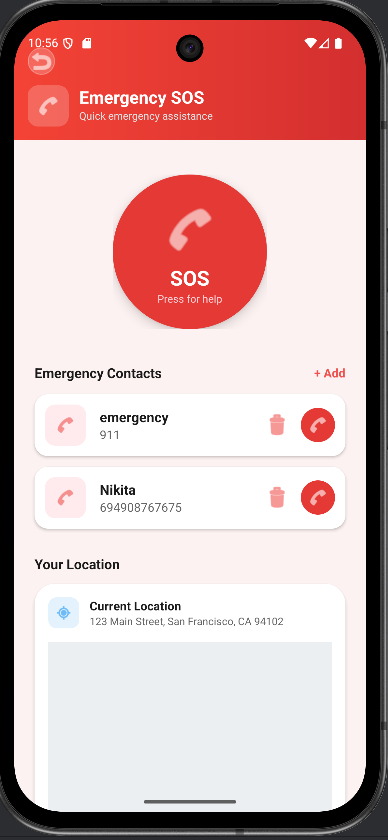 10:56
Emergency SOS
Quick emergency assistance
SOS
Press for help
Emergency Contacts
+ Add
emergency
911
Nikita
694908767675
Your Location
Current Location
123 Main Street, San Francisco, CA 94102